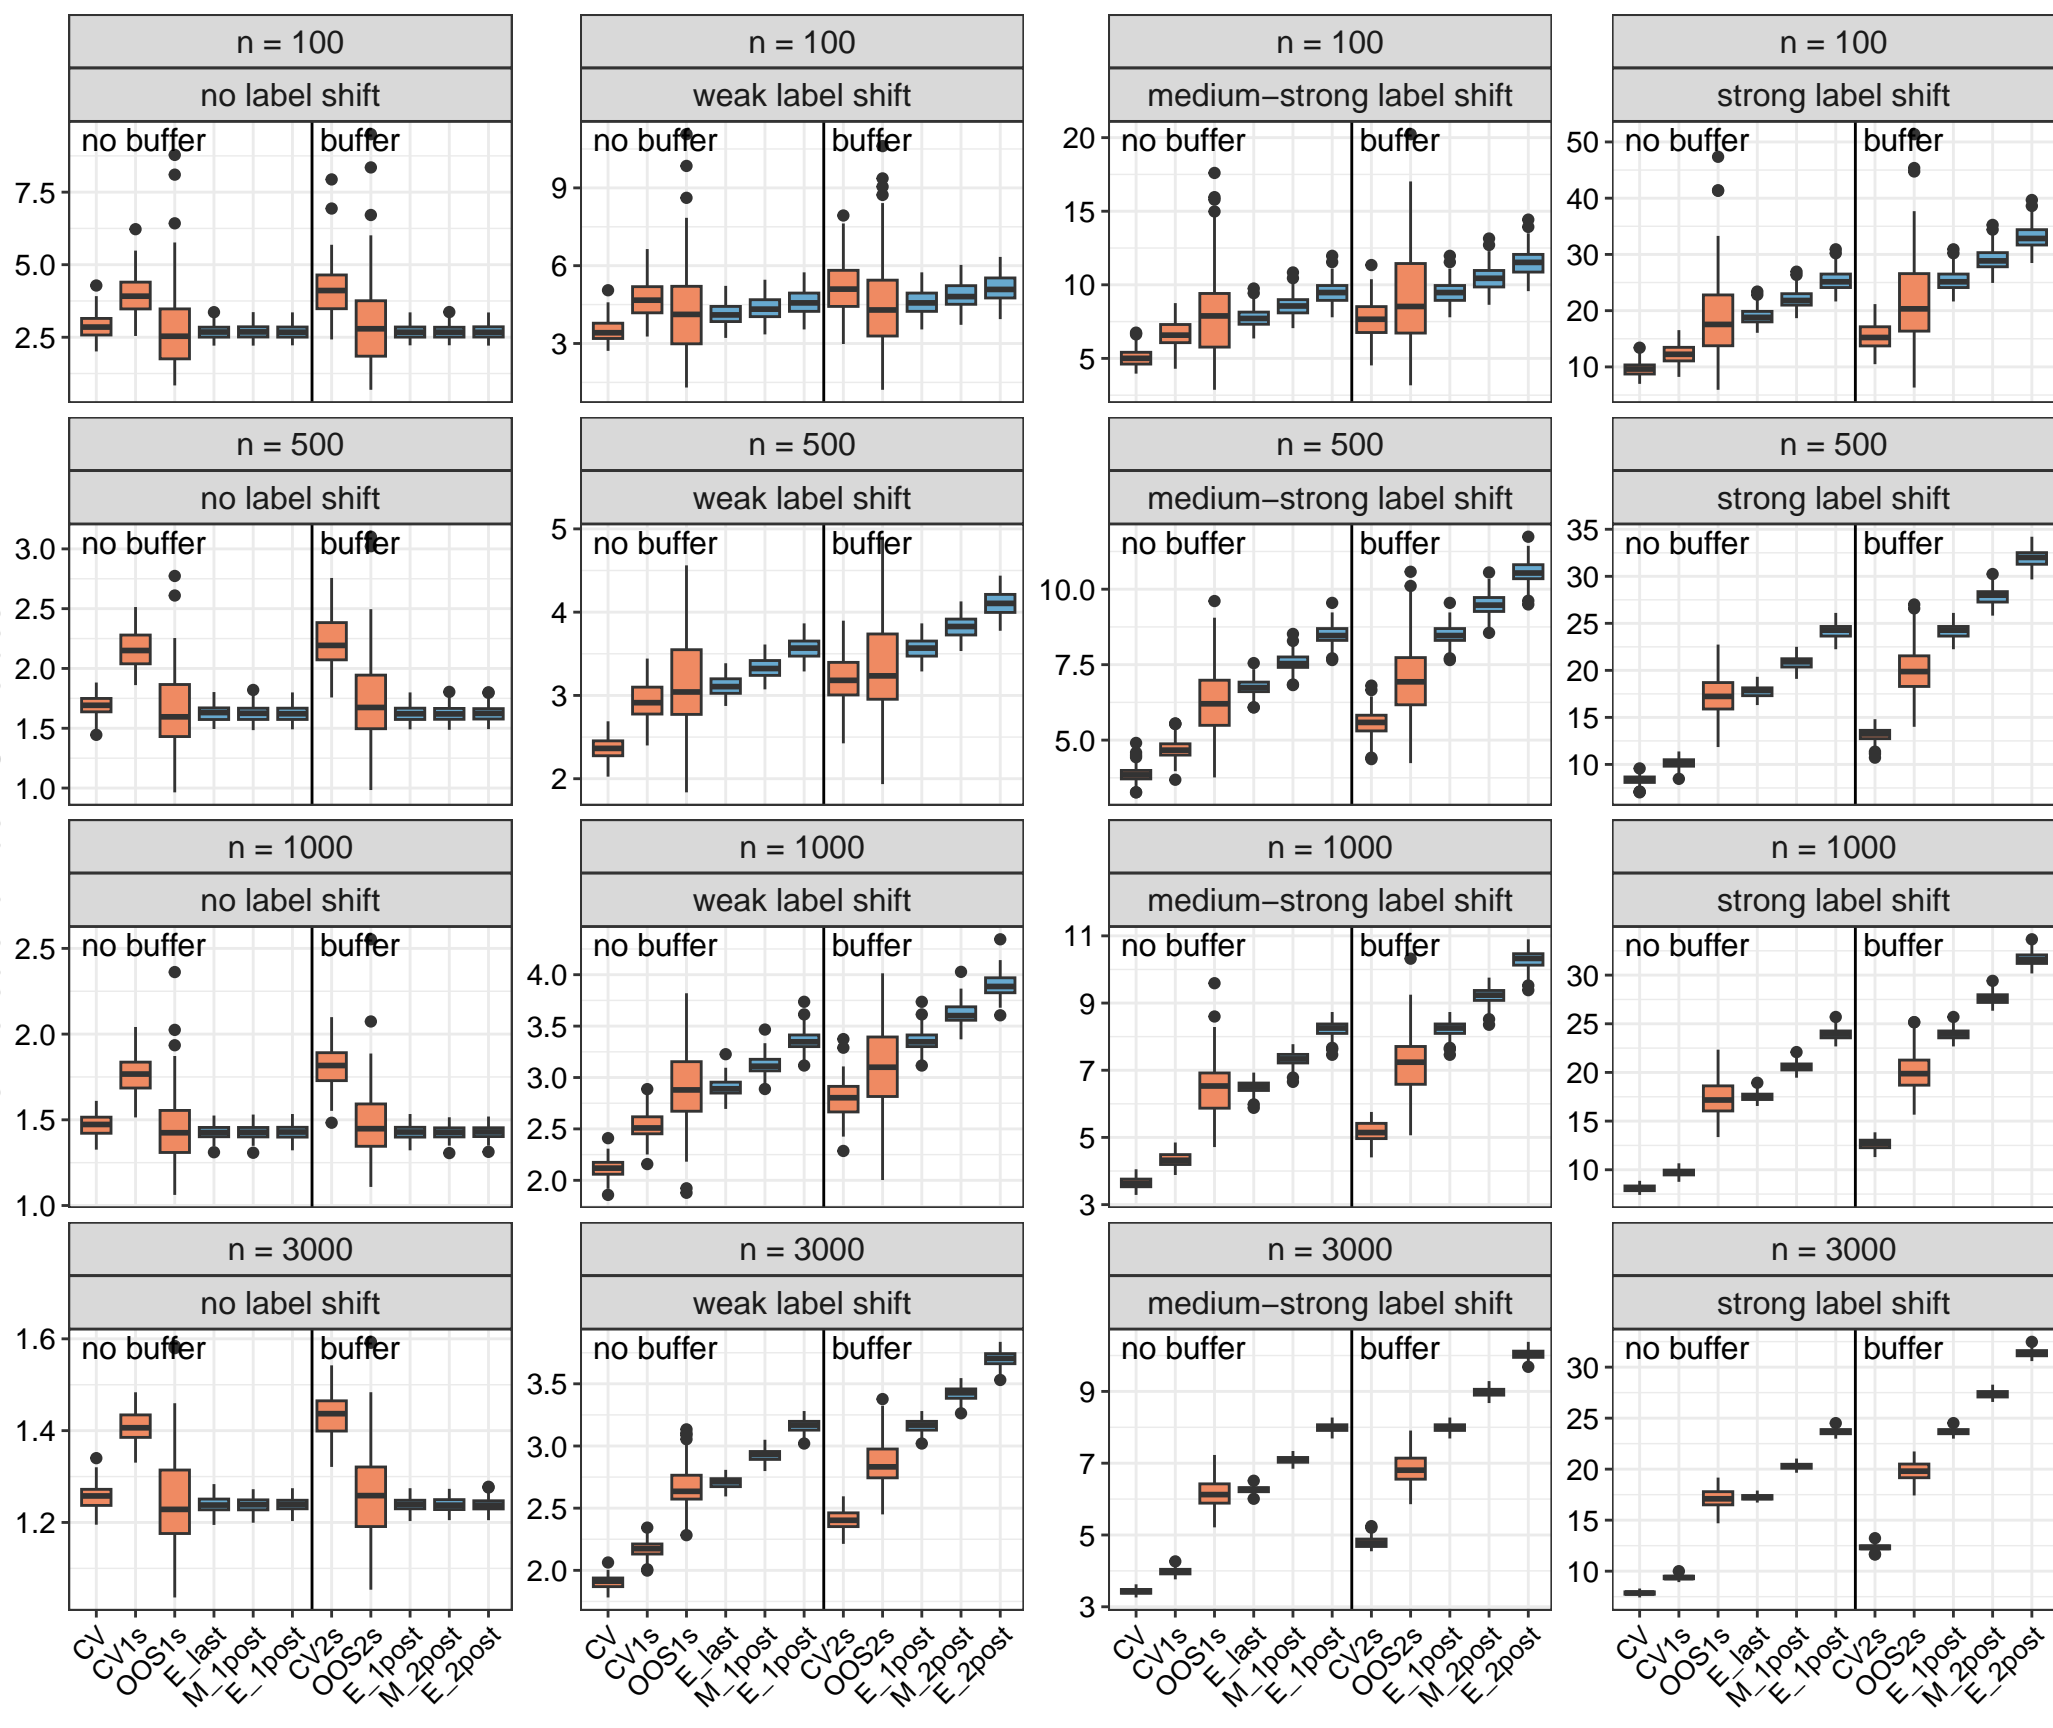 n = 100
n = 100
n = 100
n = 100
no label shift
weak label shift
medium−strong label shift
strong label shift
no buffer
buffer
no buffer
buffer
no buffer
buffer
no buffer
buffer
7.5
5.0
2.5
9
6
3
20
15
10
5
50
40
30
20
10
n = 500
n = 500
n = 500
n = 500
no label shift
weak label shift
medium−strong label shift
strong label shift
no buffer
buffer
no buffer
buffer
no buffer
buffer
no buffer
buffer
3.0
2.5
2.0
1.5
1.0
5
4
3
2
10.0
7.5
5.0
35
30
25
20
15
10
n = 1000
n = 1000
n = 1000
n = 1000
no label shift
weak label shift
medium−strong label shift
strong label shift
no buffer
buffer
no buffer
buffer
no buffer
buffer
no buffer
buffer
2.5
2.0
1.5
1.0
4.0
3.5
3.0
2.5
2.0
11
9
7
5
3
30
25
20
15
10
n = 3000
n = 3000
n = 3000
n = 3000
no label shift
weak label shift
medium−strong label shift
strong label shift
no buffer
buffer
no buffer
buffer
no buffer
buffer
no buffer
buffer
1.6
1.4
1.2
3.5
3.0
2.5
2.0
9
7
5
3
30
25
20
15
10
CV
CV1s
OOS1s
E_last
M_1post
E_1post
CV2s
OOS2s
E_1post
M_2post
E_2post
CV
CV1s
OOS1s
E_last
M_1post
E_1post
CV2s
OOS2s
E_1post
M_2post
E_2post
CV
CV1s
OOS1s
E_last
M_1post
E_1post
CV2s
OOS2s
E_1post
M_2post
E_2post
CV
CV1s
OOS1s
E_last
M_1post
E_1post
CV2s
OOS2s
E_1post
M_2post
E_2post